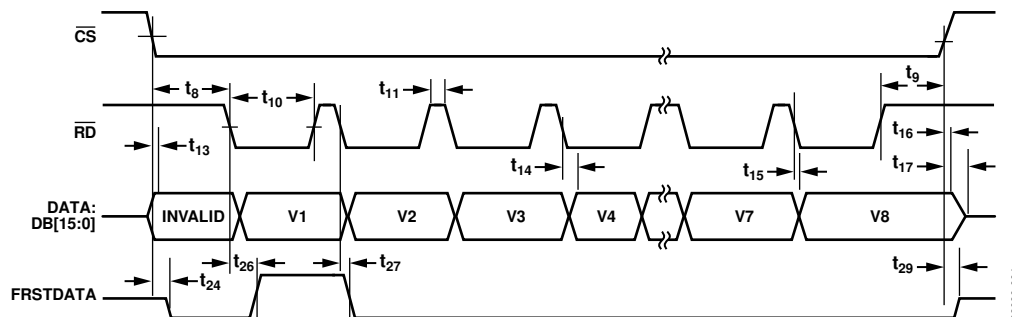 CS
t8
t10
t11
t9
RD
t13
t14
t15
t16
t17
DATA:
DB[15:0]
INVALID
V1
V2
V3
V4
V7
V8
t24
t26
t27
t29
FRSTDATA